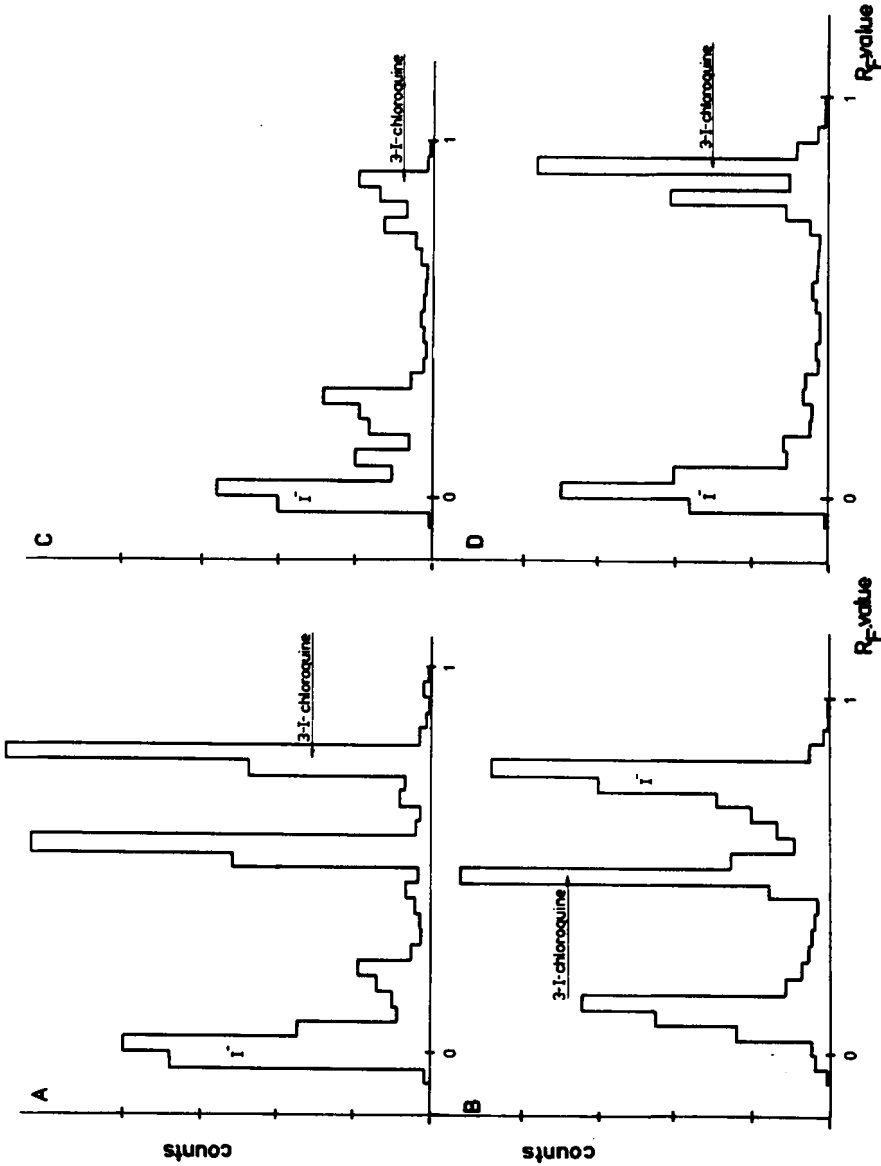 A
counts
3-I-chloroquine
I⁻
0
1
B
counts
3-I-chloroquine
I⁻
0
1
R_F-value
C
3-I-chloroquine
I⁻
0
1
D
3-I-chloroquine
I⁻
0
1
R_F-value